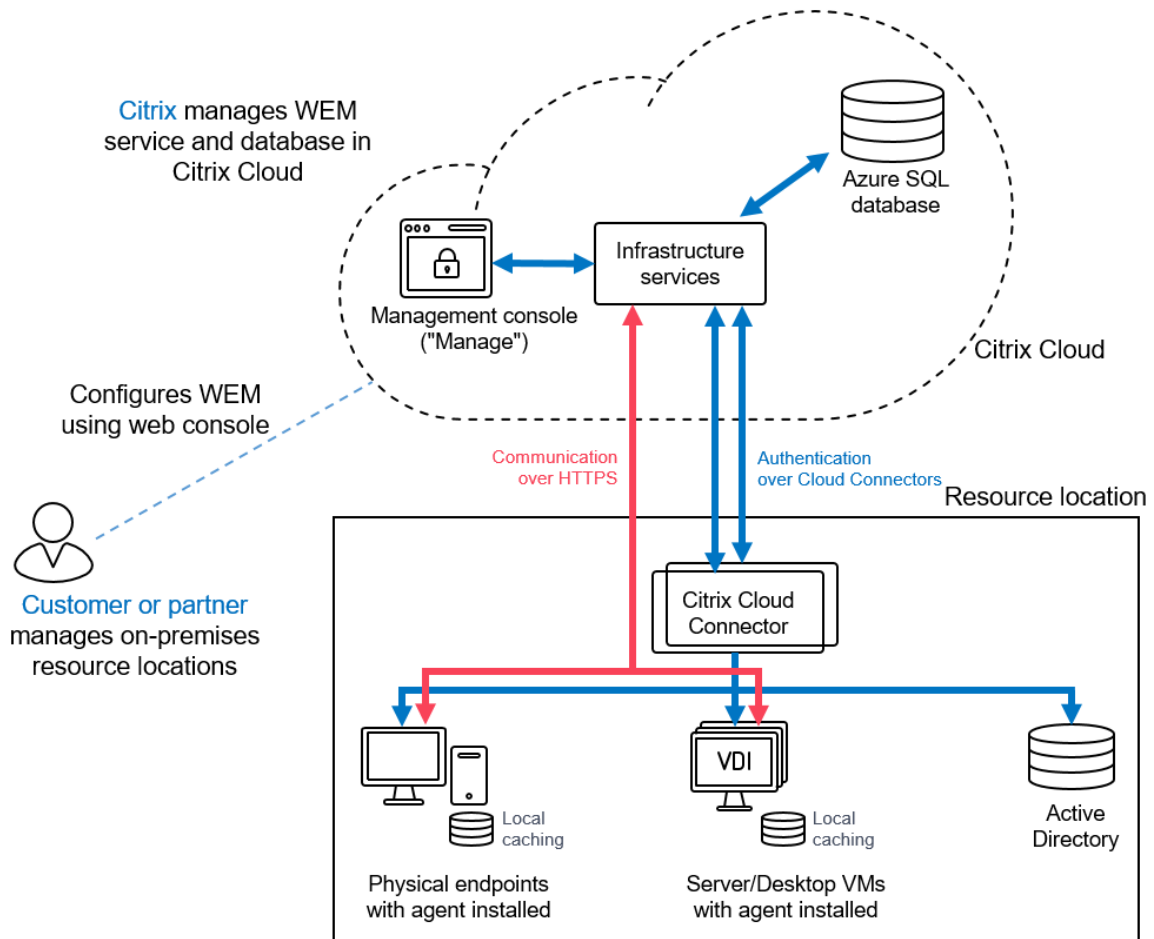 Citrix manages WEM
service and database in
Citrix Cloud
Azure SQL
database
Infrastructure
services
Management console
("Manage")
Citrix Cloud
Configures WEM
using web console
Communication
over HTTPS
Authentication
over Cloud Connectors
Resource location
Customer or partner
manages on-premises
resource locations
Citrix Cloud
Connector
VDI
Local
caching
Local
caching
Active
Directory
Physical endpoints
with agent installed
Server/Desktop VMs
with agent installed